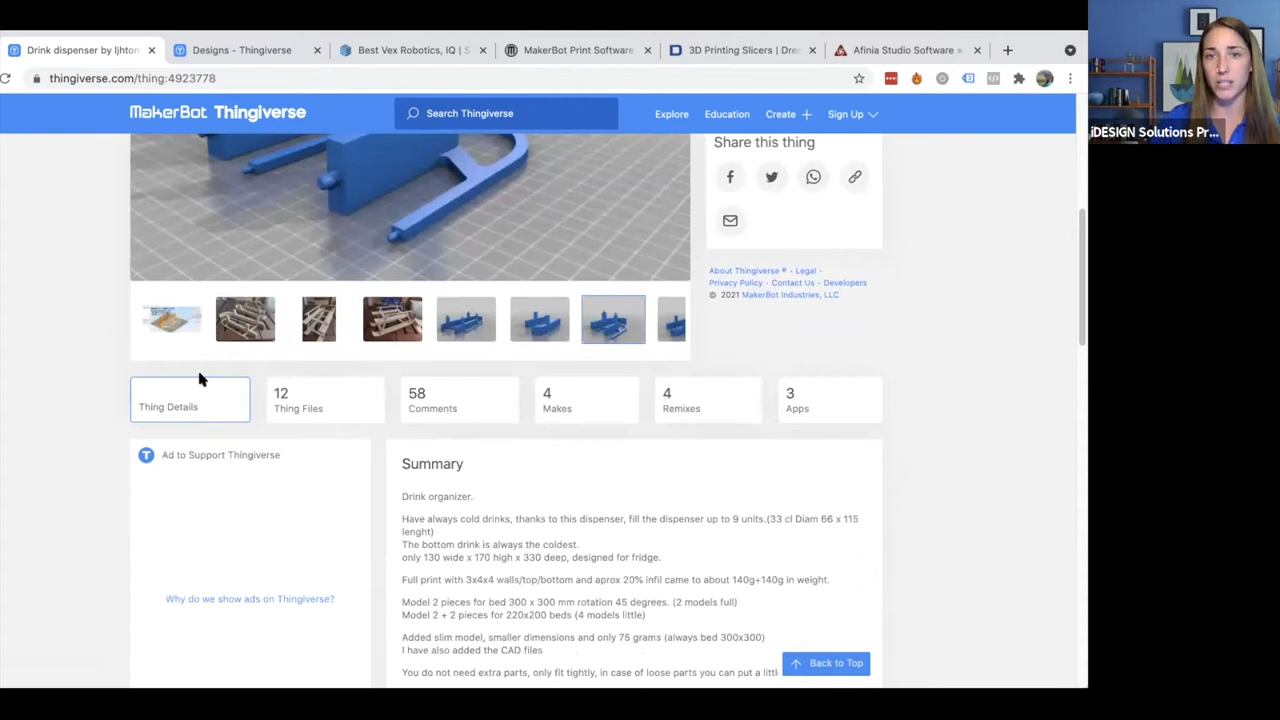 Drink dispenser by ljhtom
Designs - Thingiverse
Best Vex Robotics, IQ | S
MakerBot Print Software
3D Printing Slicers | Dre
Afinia Studio Software »
thingiverse.com/thing:4923778
MakerBot Thingiverse
Search Thingiverse
Explore
Education
Create
Sign Up
iDESIGN Solutions Pr...
Share this thing
About Thingiverse ® · Legal ·
Privacy Policy · Contact Us · Developers
© 2021 MakerBot Industries, LLC
Thing Details
12
Thing Files
58
Comments
4
Makes
4
Remixes
3
Apps
Ad to Support Thingiverse
Why do we show ads on Thingiverse?
Summary
Drink organizer.
Have always cold drinks, thanks to this dispenser, fill the dispenser up to 9 units.(33 cl Diam 66 x 115
lenght)
The bottom drink is always the coldest.
only 130 wide x 170 high x 330 deep, designed for fridge.
Full print with 3x4x4 walls/top/bottom and aprox 20% infil came to about 140g+140g in weight.
Model 2 pieces for bed 300 x 300 mm rotation 45 degrees. (2 models full)
Model 2 + 2 pieces for 220x200 beds (4 models little)
Added slim model, smaller dimensions and only 75 grams (always bed 300x300)
I have also added the CAD files
You do not need extra parts, only fit tightly, in case of loose parts you can put a littl
Back to Top